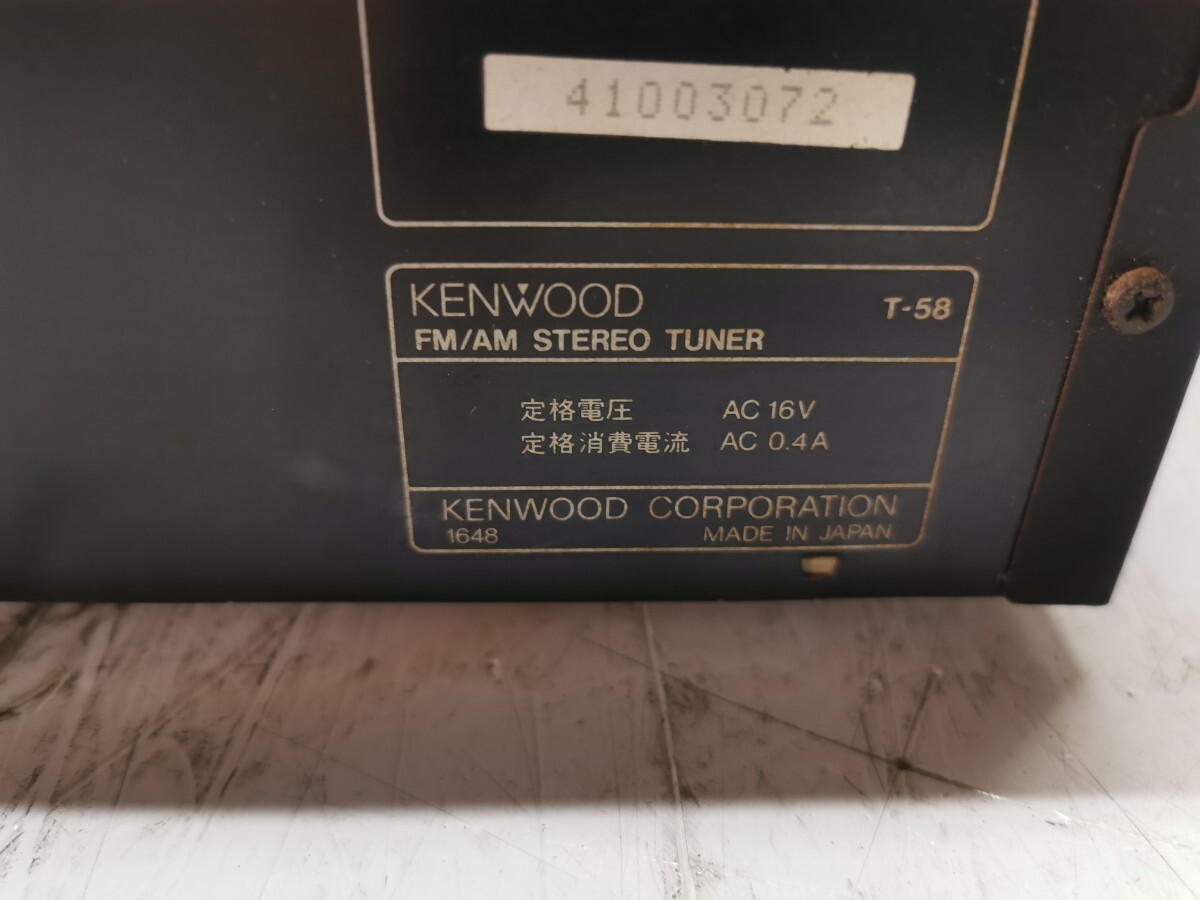 41003072
KENWOOD T-58
FM/AM STEREO TUNER
定格電圧 AC 16V
定格消費電流 AC 0.4A
KENWOOD CORPORATION
1648 MADE IN JAPAN